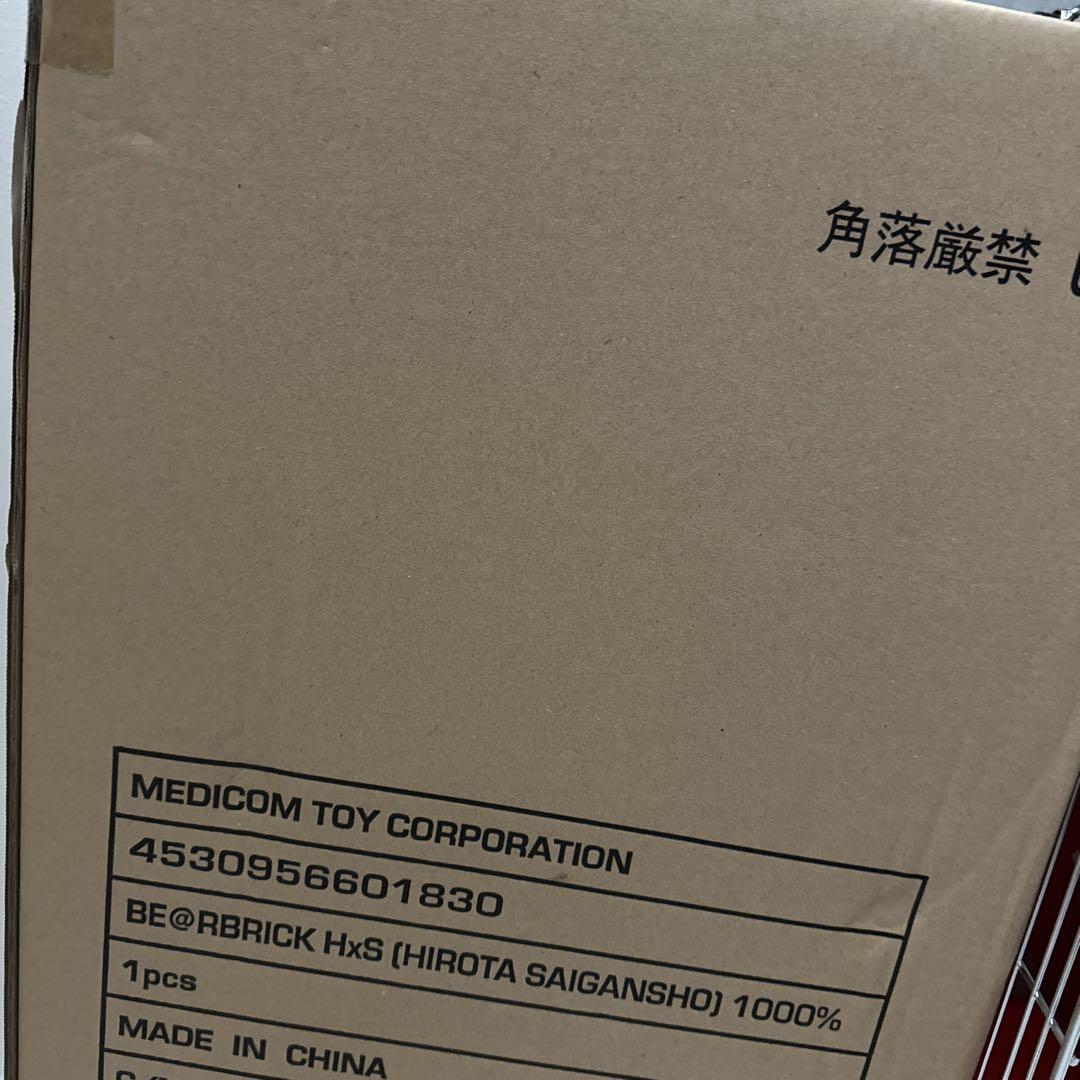 角落厳禁
MEDICOM TOY CORPORATION
4530956601830
BE@RBRICK HxS (HIROTA SAIGANSHO) 1000%
1pcs
MADE IN CHINA